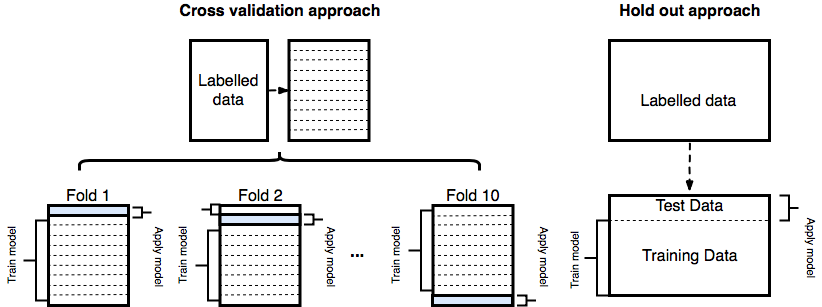 Cross validation approach
Hold out approach
Labelled
data
Labelled data
Fold 1
Fold 2
Fold 10
Train model
Apply model
Train model
Apply model
...
Train model
Apply model
Test Data
Training Data
Train model
Apply model